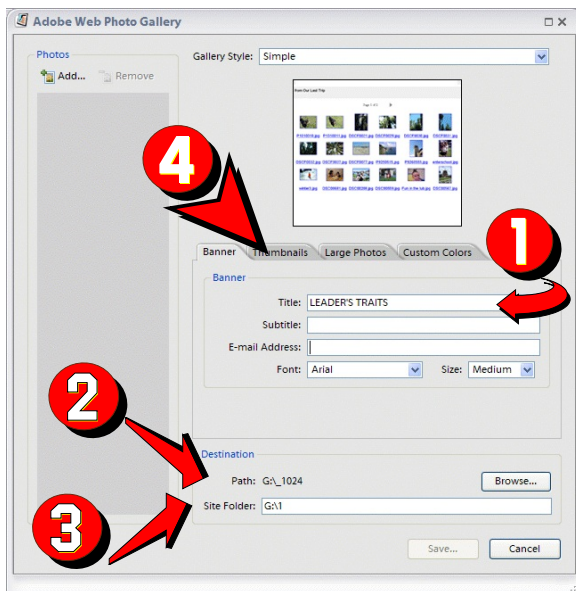 Adobe Web Photo Gallery
Photos
Add... Remove
Gallery Style: Simple
4
Banner Thumbnails Large Photos Custom Colors
1
Banner
Title: LEADER'S TRAITS
Subtitle:
E-mail Address:
Font: Arial Size: Medium
2
Destination
Path: G:\_1024 Browse...
Site Folder: G:\1
3
Save... Cancel